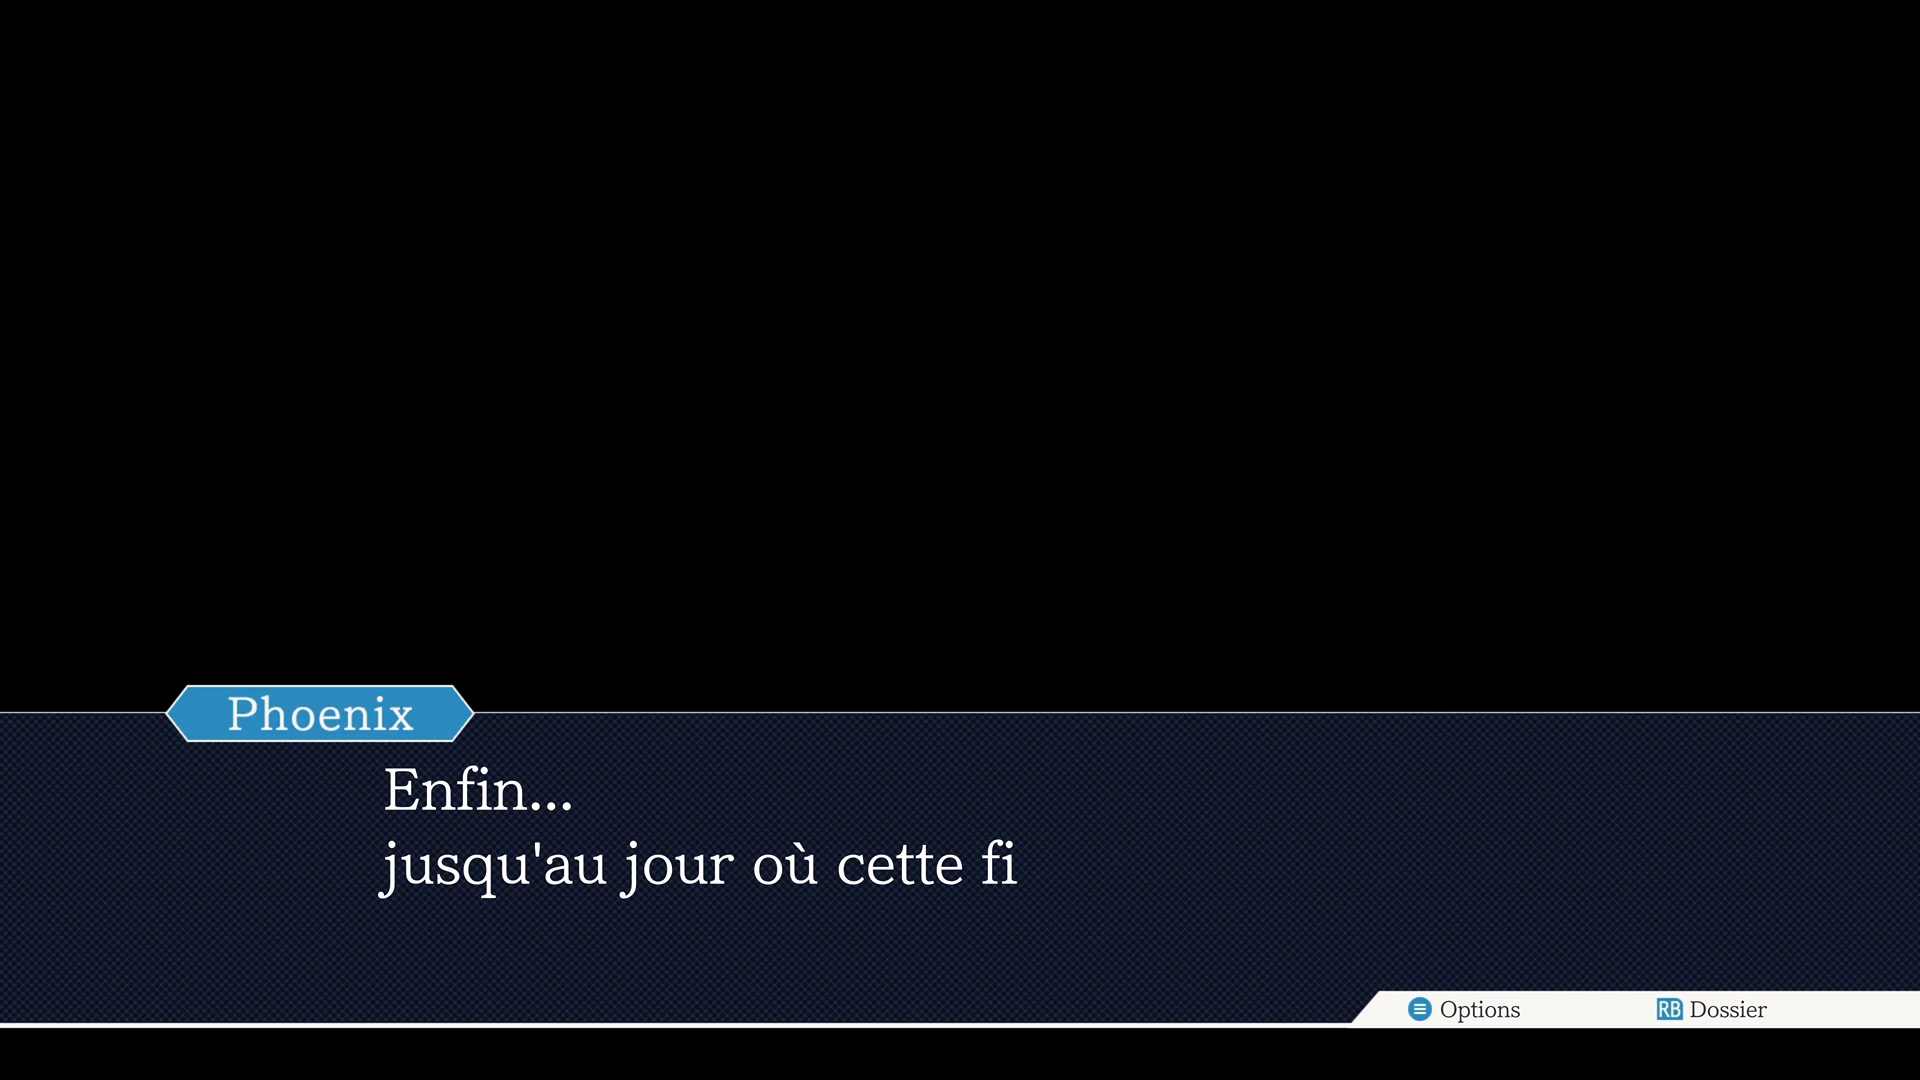 Phoenix
Enfin...
jusqu'au jour où cette fi
Options
RB Dossier